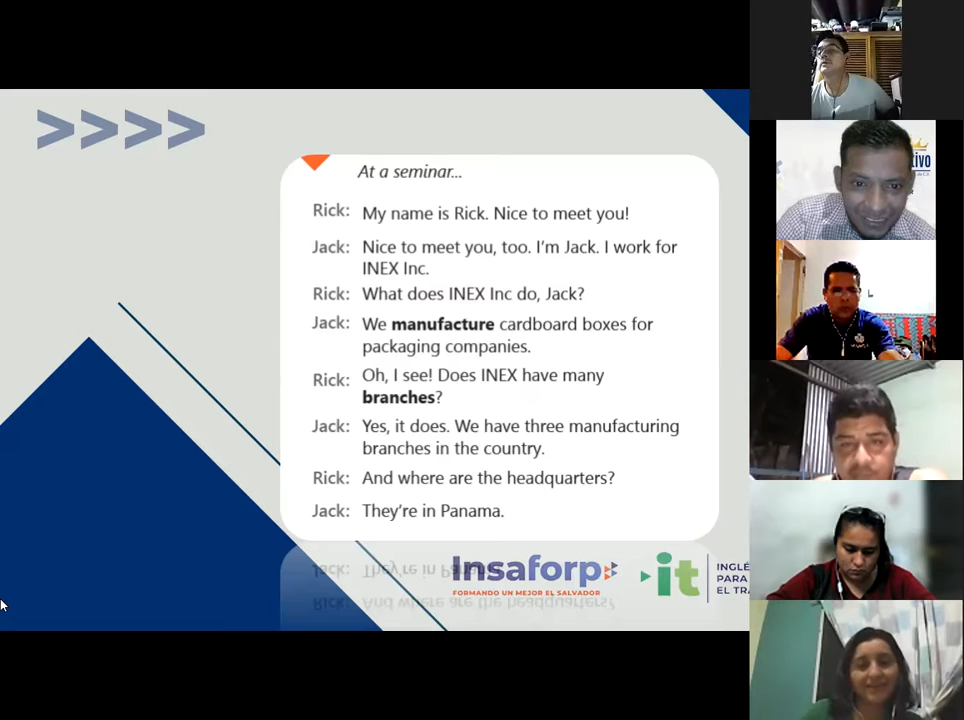 >>>>
At a seminar...
Rick: My name is Rick. Nice to meet you!
Jack: Nice to meet you, too. I'm Jack. I work for
INEX Inc.
Rick: What does INEX Inc do, Jack?
Jack: We manufacture cardboard boxes for
packaging companies.
Rick: Oh, I see! Does INEX have many
branches?
Jack: Yes, it does. We have three manufacturing
branches in the country.
Rick: And where are the headquarters?
Jack: They're in Panama.
Insaforp
FORMANDO UN MEJOR EL SALVADOR
it
INGLÉ
PARA
EL TRA